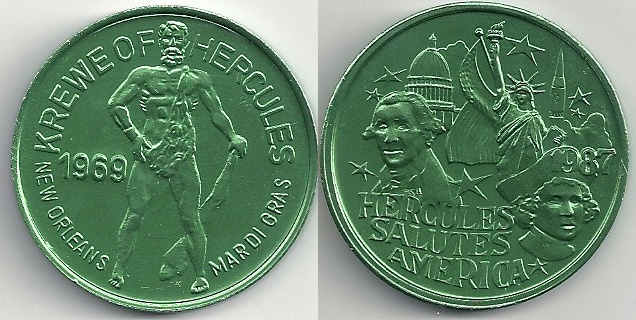 KREWE OF HERCULES
1969
NEW ORLEANS MARDI GRAS
1987
HERCULES
SALUTES
AMERICA